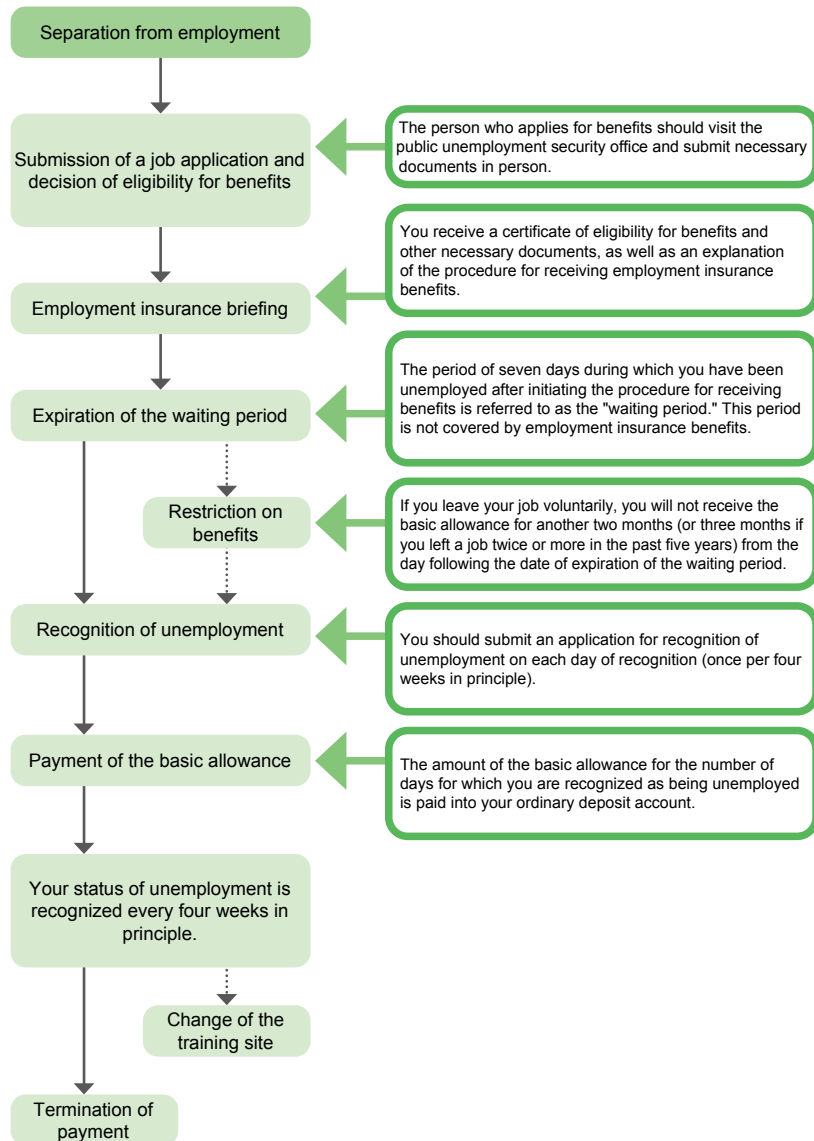 Separation from employment
Submission of a job application and
decision of eligibility for benefits
The person who applies for benefits should visit the
public unemployment security office and submit necessary
documents in person.
You receive a certificate of eligibility for benefits and
other necessary documents, as well as an explanation
of the procedure for receiving employment insurance
benefits.
Employment insurance briefing
The period of seven days during which you have been
unemployed after initiating the procedure for receiving
benefits is referred to as the "waiting period." This period
is not covered by employment insurance benefits.
Expiration of the waiting period
Restriction on
benefits
If you leave your job voluntarily, you will not receive the
basic allowance for another two months (or three months if
you left a job twice or more in the past five years) from the
day following the date of expiration of the waiting period.
Recognition of unemployment
You should submit an application for recognition of
unemployment on each day of recognition (once per four
weeks in principle).
Payment of the basic allowance
The amount of the basic allowance for the number of
days for which you are recognized as being unemployed
is paid into your ordinary deposit account.
Your status of unemployment is
recognized every four weeks in
principle.
Change of the
training site
Termination of
payment